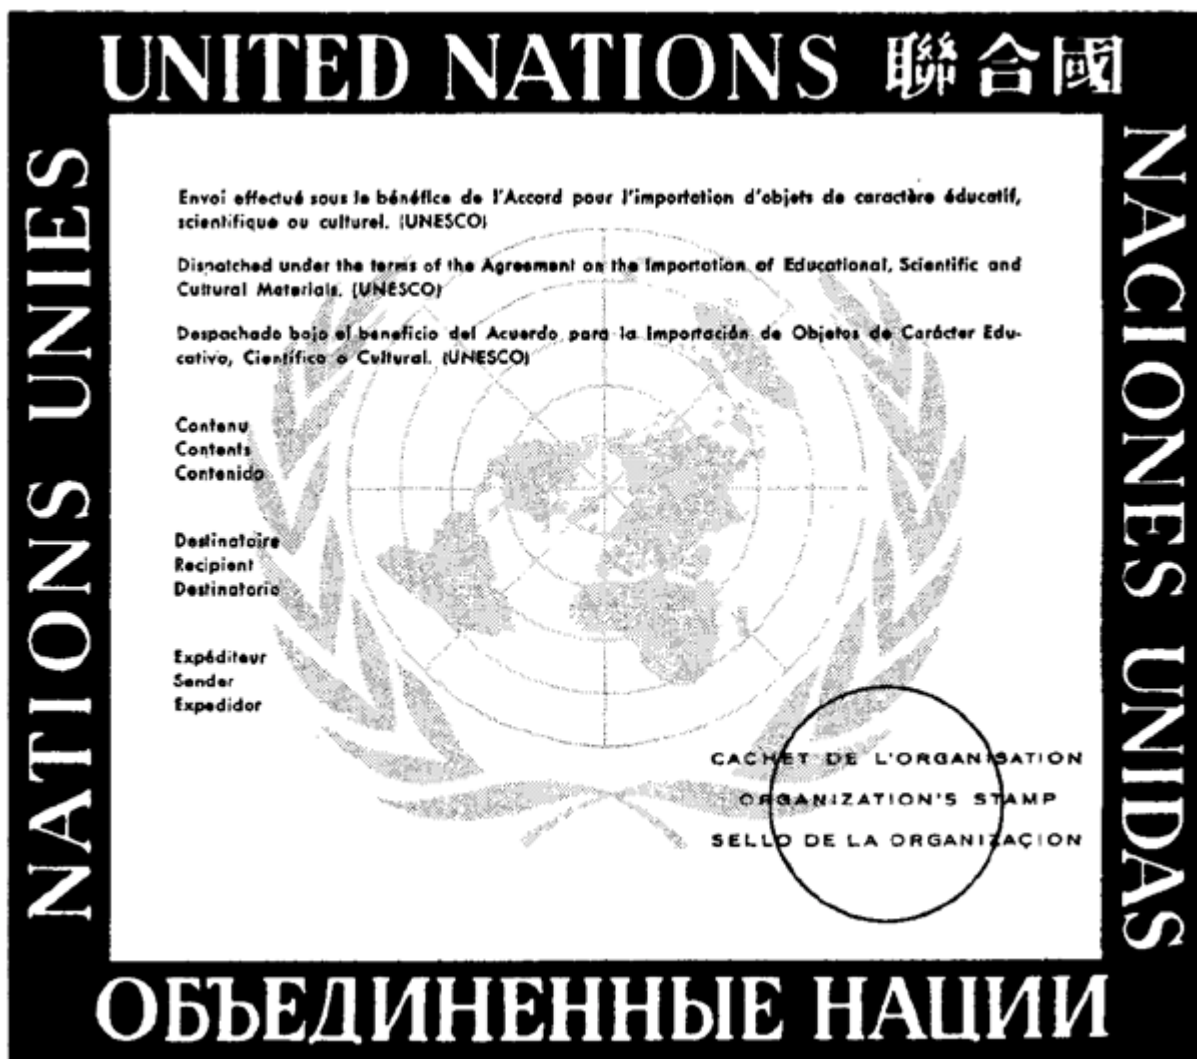 UNITED NATIONS 聯合國
NATIONS UNIES
NACIONES UNIDAS
Envoi effectué sous le bénéfice de l'Accord pour l'importation d'objets de caractère éducatif,
scientifique ou culturel. (UNESCO)
Dispatched under the terms of the Agreement on the Importation of Educational, Scientific and
Cultural Materials. (UNESCO)
Despachado bajo el beneficio del Acuerdo para la Importación de Objetos de Carácter Edu-
cativo, Científico o Cultural. (UNESCO)
Contenu
Contents
Contenido
Destinataire
Recipient
Destinatario
Expéditeur
Sender
Expedidor
CACHET DE L'ORGANISATION
ORGANIZATION'S STAMP
SELLO DE LA ORGANIZAÇION
ОБЪЕДИНЕННЫЕ НАЦИИ